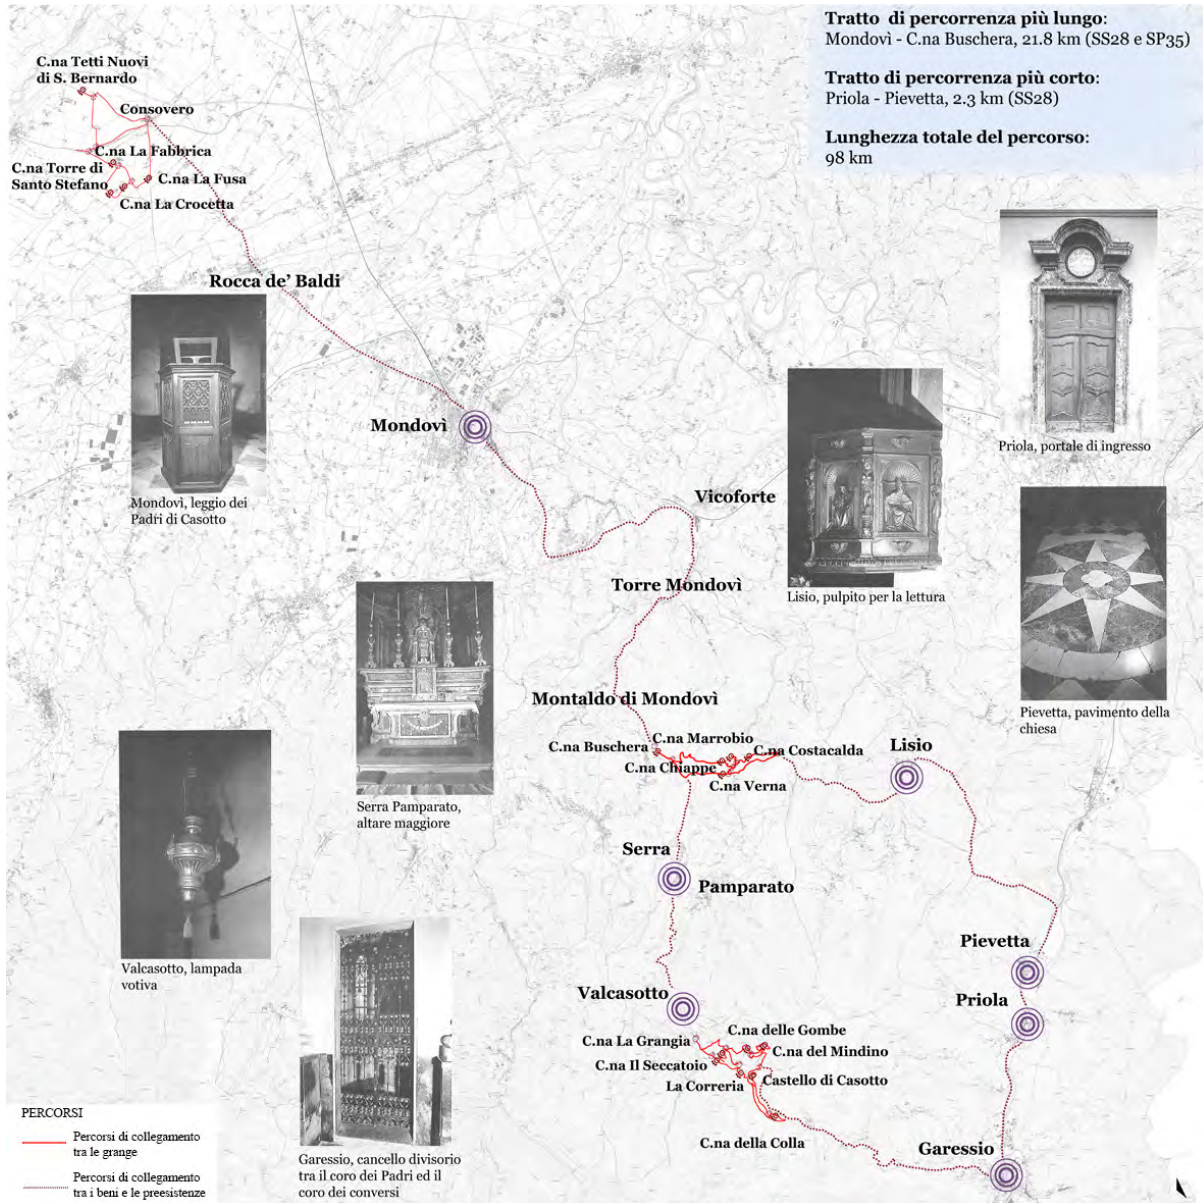 Tratto di percorrenza più lungo:
Mondovì - C.na Buschera, 21.8 km (SS28 e SP35)
Tratto di percorrenza più corto:
Priola - Pievetta, 2.3 km (SS28)
Lunghezza totale del percorso:
98 km
C.na Tetti Nuovi
di S. Bernardo
Consovero
C.na La Fabbrica
C.na Torre di
Santo Stefano
C.na La Fusa
C.na La Crocetta
Rocca de' Baldi
Mondovì
Mondovì, leggio dei
Padri di Casotto
Priola, portale di ingresso
Vicoforte
Torre Mondovì
Lisio, pulpito per la lettura
Montaldo di Mondovì
Pievetta, pavimento della
chiesa
C.na Buschera
C.na Marrobio
C.na Costacalda
C.na Chiappe
C.na Verna
Lisio
Serra Pamparato,
altare maggiore
Serra
Pamparato
Valcasotto, lampada
votiva
Pievetta
Priola
Valcasotto
C.na La Grangia
C.na delle Gombe
C.na del Mindino
C.na Il Seccatoio
La Correria
Castello di Casotto
C.na della Colla
Garessio
Garessio, cancello divisorio
tra il coro dei Padri ed il
coro dei conversi
PERCORSI
Percorsi di collegamento
tra le grange
Percorsi di collegamento
tra i beni e le preesistenze